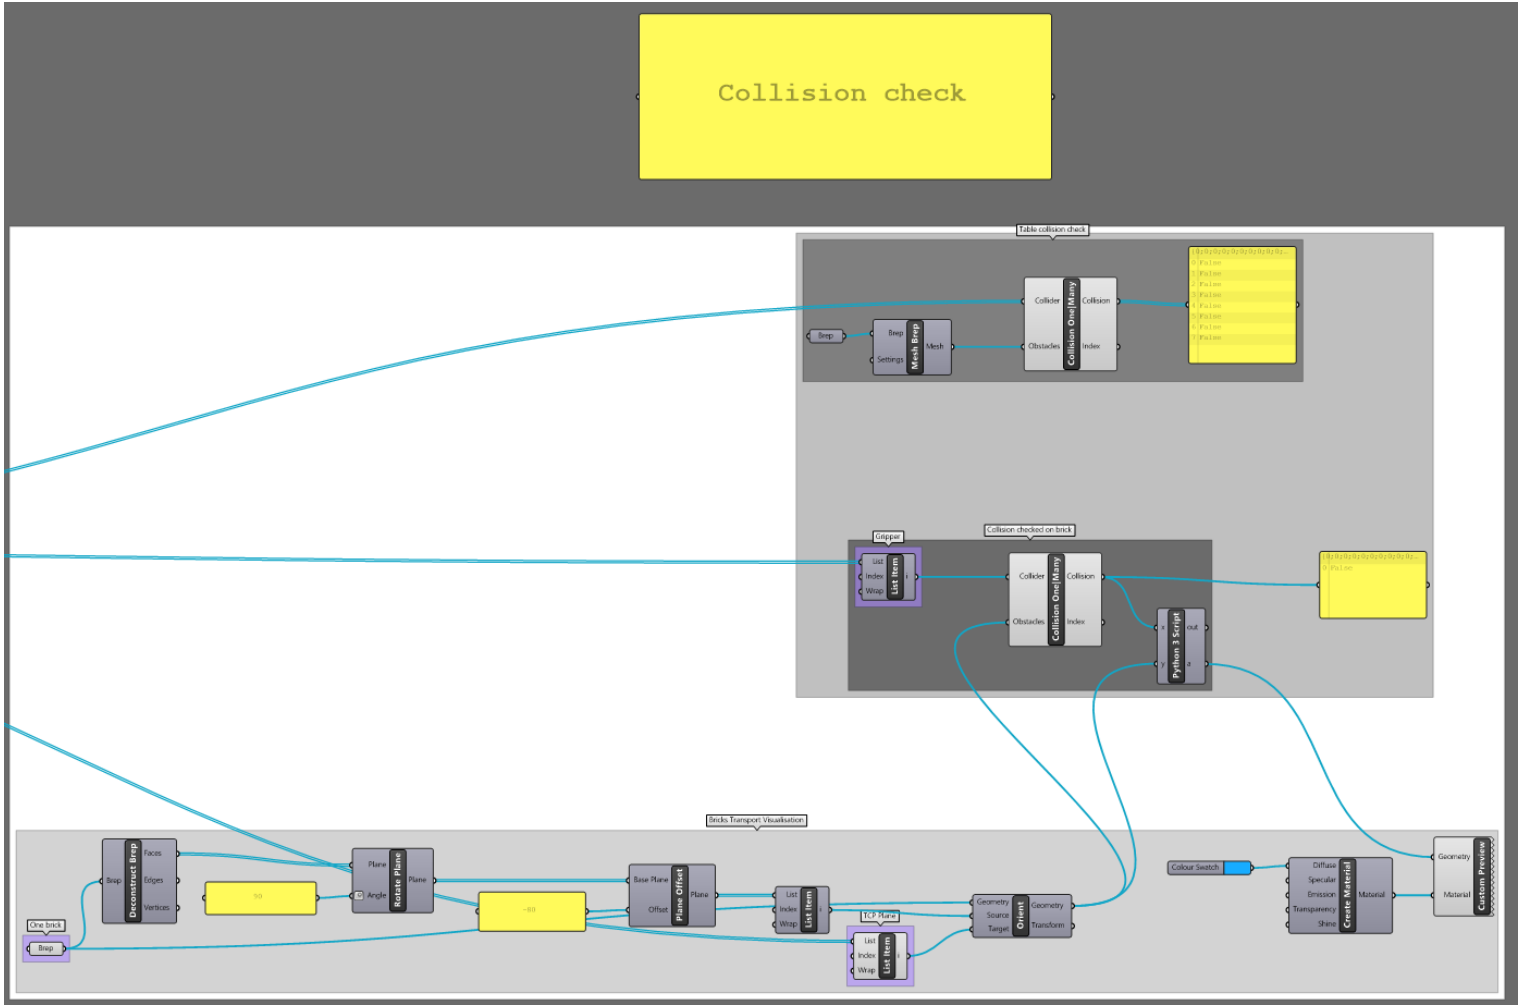 Collision check
Table collision check
Collider
Collision
Collision One|Many
Obstacles
Index
Brep
Brep
Mesh Brep
Mesh
Settings
0 False
1 False
2 False
3 False
4 False
5 False
6 False
7 False
Gripper
List
Index
Wrap
List Item
i
Collision checked on brick
Collider
Collision
Collision One|Many
Obstacles
Index
x
out
Python 3 Script
y
a
0 False
Bricks Transport Visualisation
One brick
Brep
Brep
Deconstruct Brep
Faces
Edges
Vertices
90
Plane
Angle
Rotate Plane
Plane
-80
Base Plane
Offset
Plane Offset
Plane
List
Index
Wrap
List Item
i
TCP Plane
List
Index
Wrap
List Item
i
Geometry
Source
Target
Orient
Geometry
Transform
Colour Swatch
Diffuse
Specular
Emission
Transparency
Shine
Create Material
Material
Geometry
Material
Custom Preview